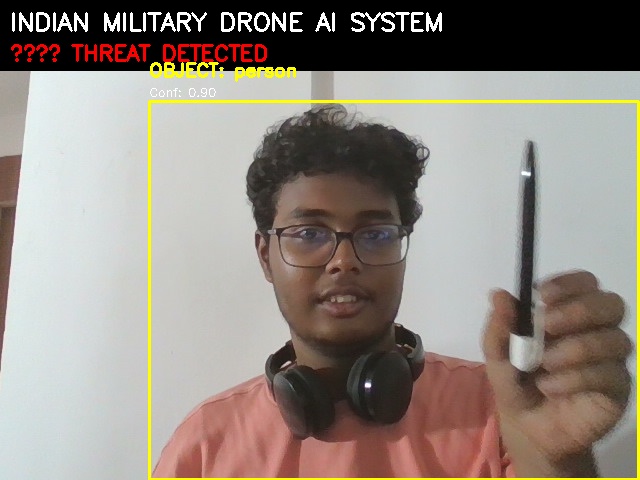 INDIAN MILITARY DRONE AI SYSTEM
???? THREAT DETECTED
OBJECT: person
Conf: 0.90